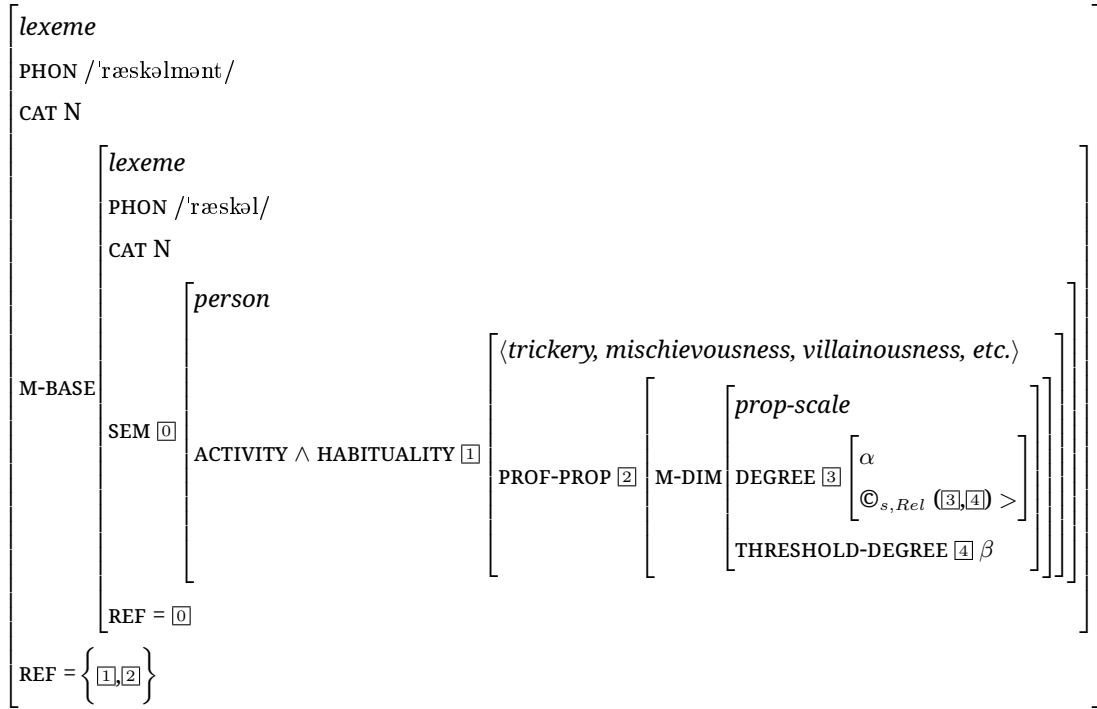 lexeme
PHON /ˈræskəlmənt/
CAT N
lexeme
PHON /ˈræskəl/
CAT N
person
⟨trickery, mischievousness, villainousness, etc.⟩
prop-scale
M-BASE
SEM [0]
ACTIVITY ∧ HABITUALITY [1]
PROF-PROP [2] M-DIM DEGREE [3] α
©s,Rel ([3],[4]) >
THRESHOLD-DEGREE [4] β
REF = [0]
REF = {[1],[2]}